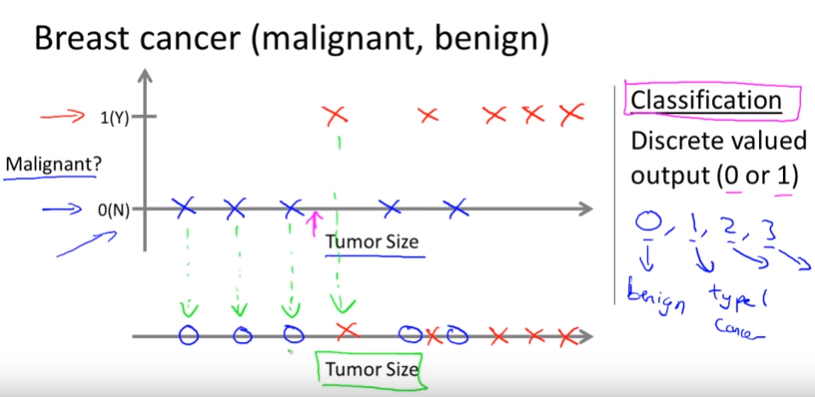 Breast cancer (malignant, benign)
1(Y)
Malignant?
0(N)
Tumor Size
Tumor Size
Classification
Discrete valued
output (0 or 1)
0, 1, 2, 3
benign type 1
cancer